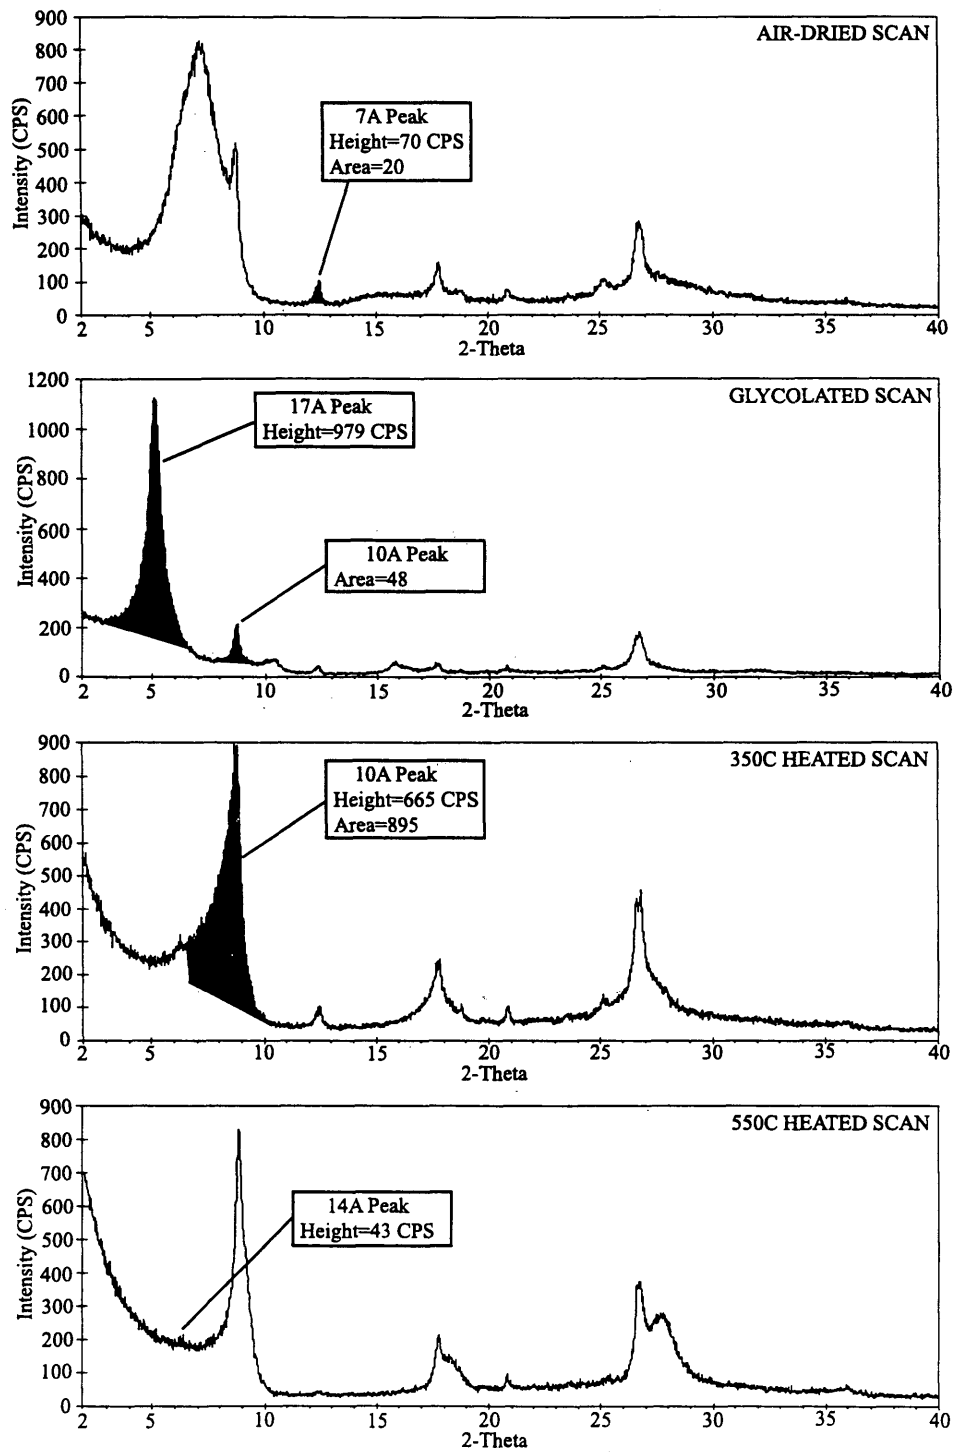 AIR-DRIED SCAN
900
800
700
600
500
400
300
200
100
0
Intensity (CPS)
7A Peak
Height=70 CPS
Area=20
2 5 10 15 20 25 30 35 40
2-Theta
GLYCOLATED SCAN
1200
1000
800
600
400
200
0
Intensity (CPS)
17A Peak
Height=979 CPS
10A Peak
Area=48
2 5 10 15 20 25 30 35 40
2-Theta
350C HEATED SCAN
900
800
700
600
500
400
300
200
100
0
Intensity (CPS)
10A Peak
Height=665 CPS
Area=895
2 5 10 15 20 25 30 35 40
2-Theta
550C HEATED SCAN
900
800
700
600
500
400
300
200
100
0
Intensity (CPS)
14A Peak
Height=43 CPS
2 5 10 15 20 25 30 35 40
2-Theta